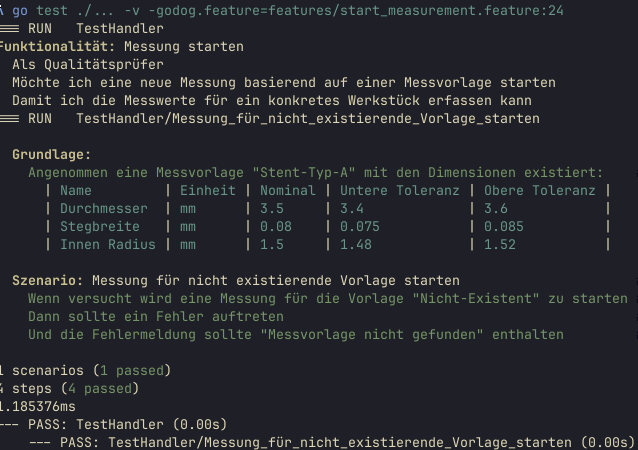 λ go test ./... -v -godog.feature=features/start_measurement.feature:24
=== RUN   TestHandler
Funktionalität: Messung starten
  Als Qualitätsprüfer
  Möchte ich eine neue Messung basierend auf einer Messvorlage starten
  Damit ich die Messwerte für ein konkretes Werkstück erfassen kann
=== RUN   TestHandler/Messung_für_nicht_existierende_Vorlage_starten
  Grundlage:
    Angenommen eine Messvorlage "Stent-Typ-A" mit den Dimensionen existiert:
      | Name         | Einheit | Nominal | Untere Toleranz | Obere Toleranz |
      | Durchmesser  | mm      | 3.5     | 3.4             | 3.6            |
      | Stegbreite   | mm      | 0.08    | 0.075           | 0.085          |
      | Innen Radius | mm      | 1.5     | 1.48            | 1.52           |
  Szenario: Messung für nicht existierende Vorlage starten
    Wenn versucht wird eine Messung für die Vorlage "Nicht-Existent" zu starten
    Dann sollte ein Fehler auftreten
    Und die Fehlermeldung sollte "Messvorlage nicht gefunden" enthalten
1 scenarios (1 passed)
4 steps (4 passed)
1.185376ms
--- PASS: TestHandler (0.00s)
    --- PASS: TestHandler/Messung_für_nicht_existierende_Vorlage_starten (0.00s)